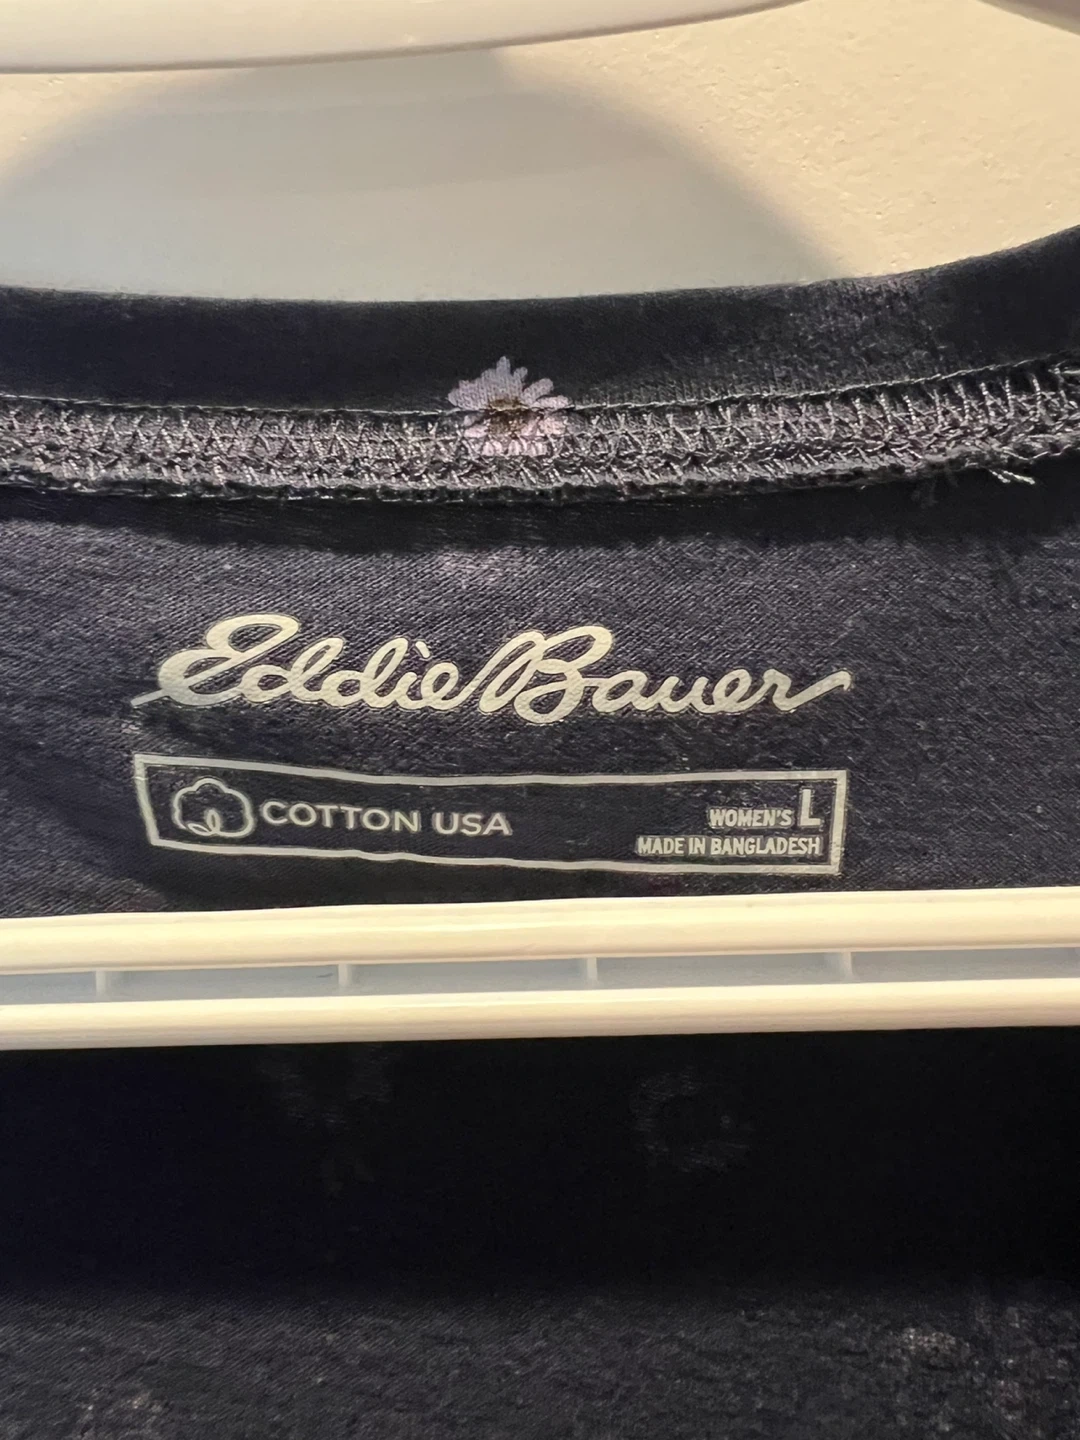 Eddie Bauer
COTTON USA
WOMEN'S L
MADE IN BANGLADESH